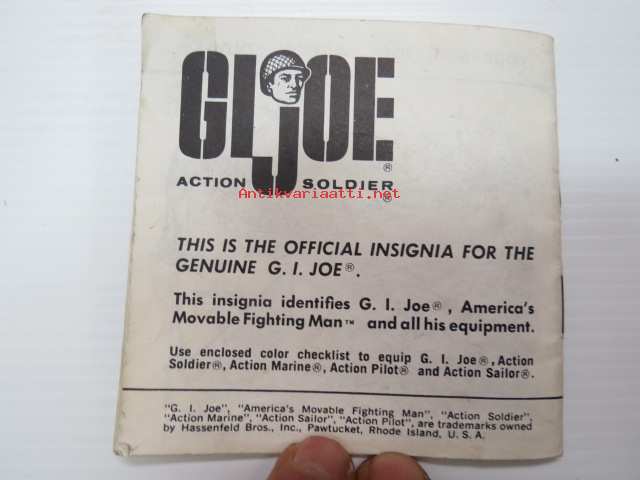 GIJOE®
ACTION SOLDIER®
Antikvariaatti.net
THIS IS THE OFFICIAL INSIGNIA FOR THE
GENUINE G. I. JOE®.
This insignia identifies G. I. Joe®, America's
Movable Fighting Man™ and all his equipment.
Use enclosed color checklist to equip G. I. Joe®, Action
Soldier®, Action Marine®, Action Pilot® and Action Sailor®.
"G. I. Joe", "America's Movable Fighting Man", "Action Soldier",
"Action Marine", "Action Sailor", "Action Pilot", are trademarks owned
by Hassenfeld Bros., Inc., Pawtucket, Rhode Island, U. S. A.